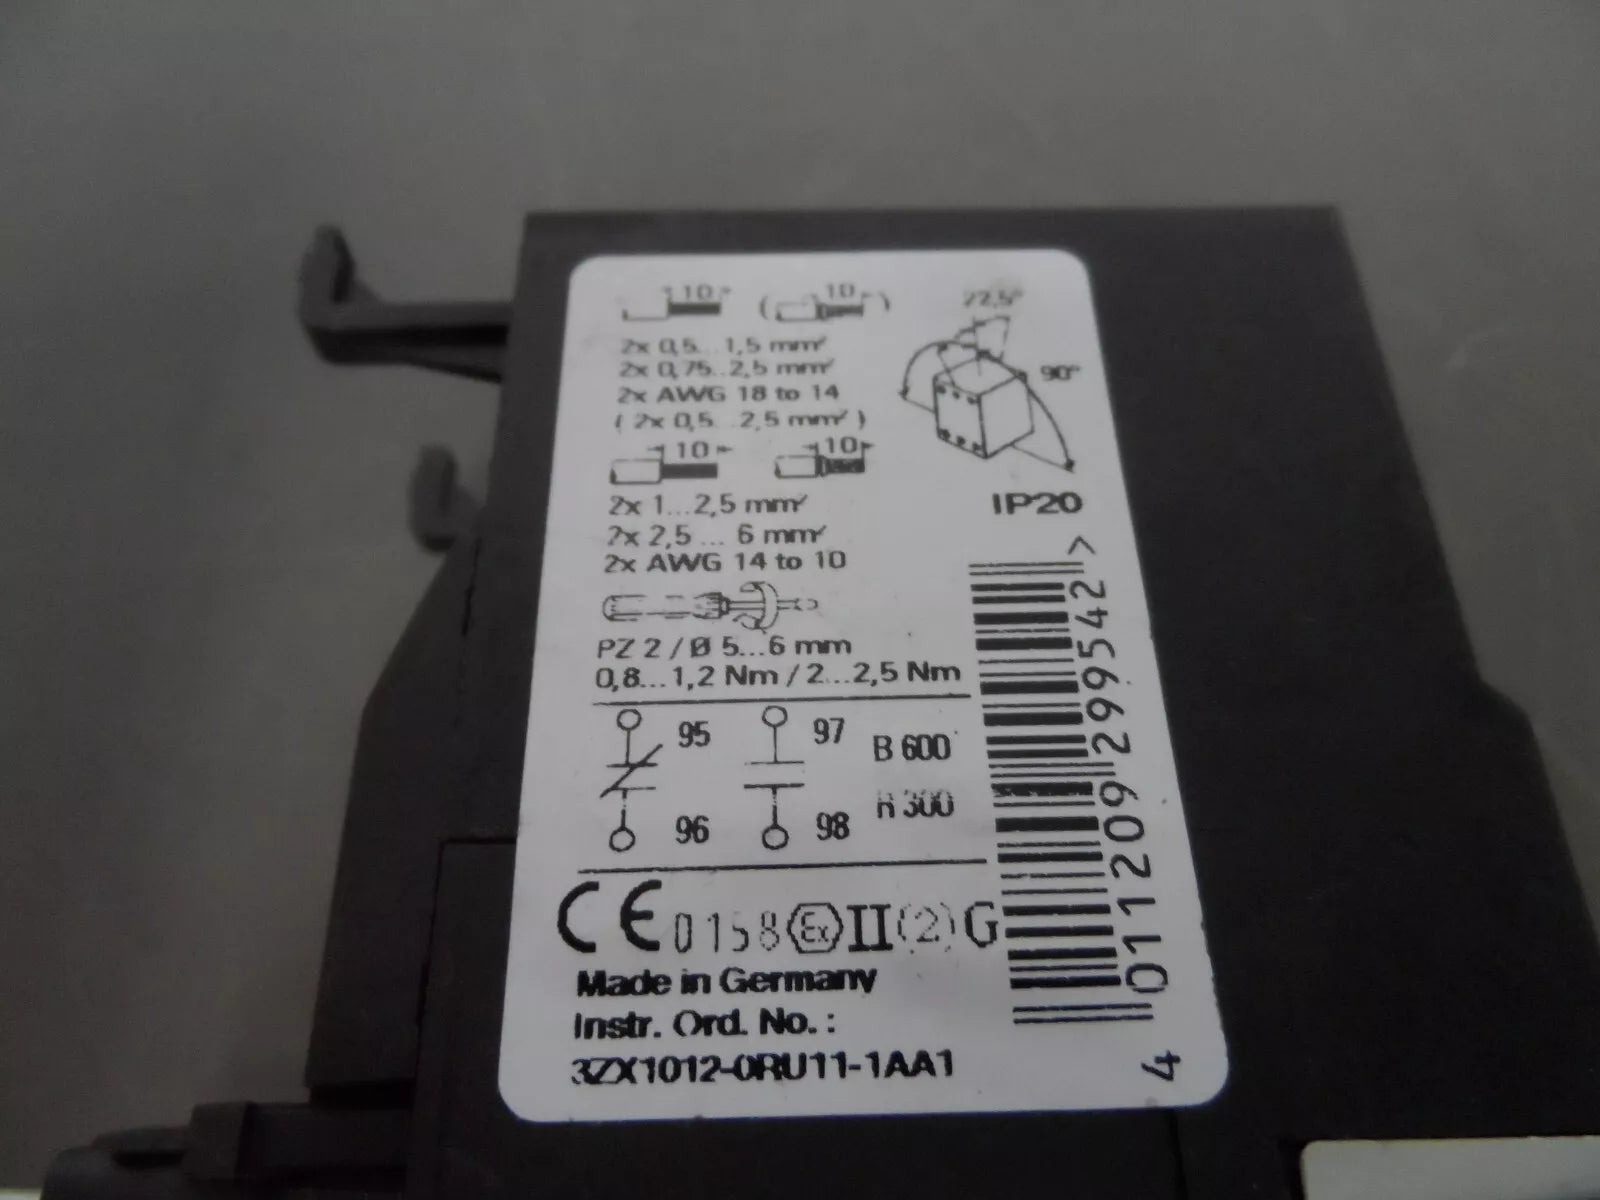 10 ( 10 )
2x 0,5...1,5 mm²
2x 0,75..2,5 mm²
2x AWG 18 to 14
( 2x 0,5...2,5 mm² )
22,5°
90°
10 10
2x 1...2,5 mm²
2x 2,5 ... 6 mm²
2x AWG 14 to 10
IP20
PZ 2 / Ø 5...6 mm
0,8...1,2 Nm / 2...2,5 Nm
95 97 B 600
96 98 R 300
CE 0158 Ex II (2) G
Made in Germany
Instr. Ord. No. :
3ZX1012-0RU11-1AA1
4 011209 299542 >